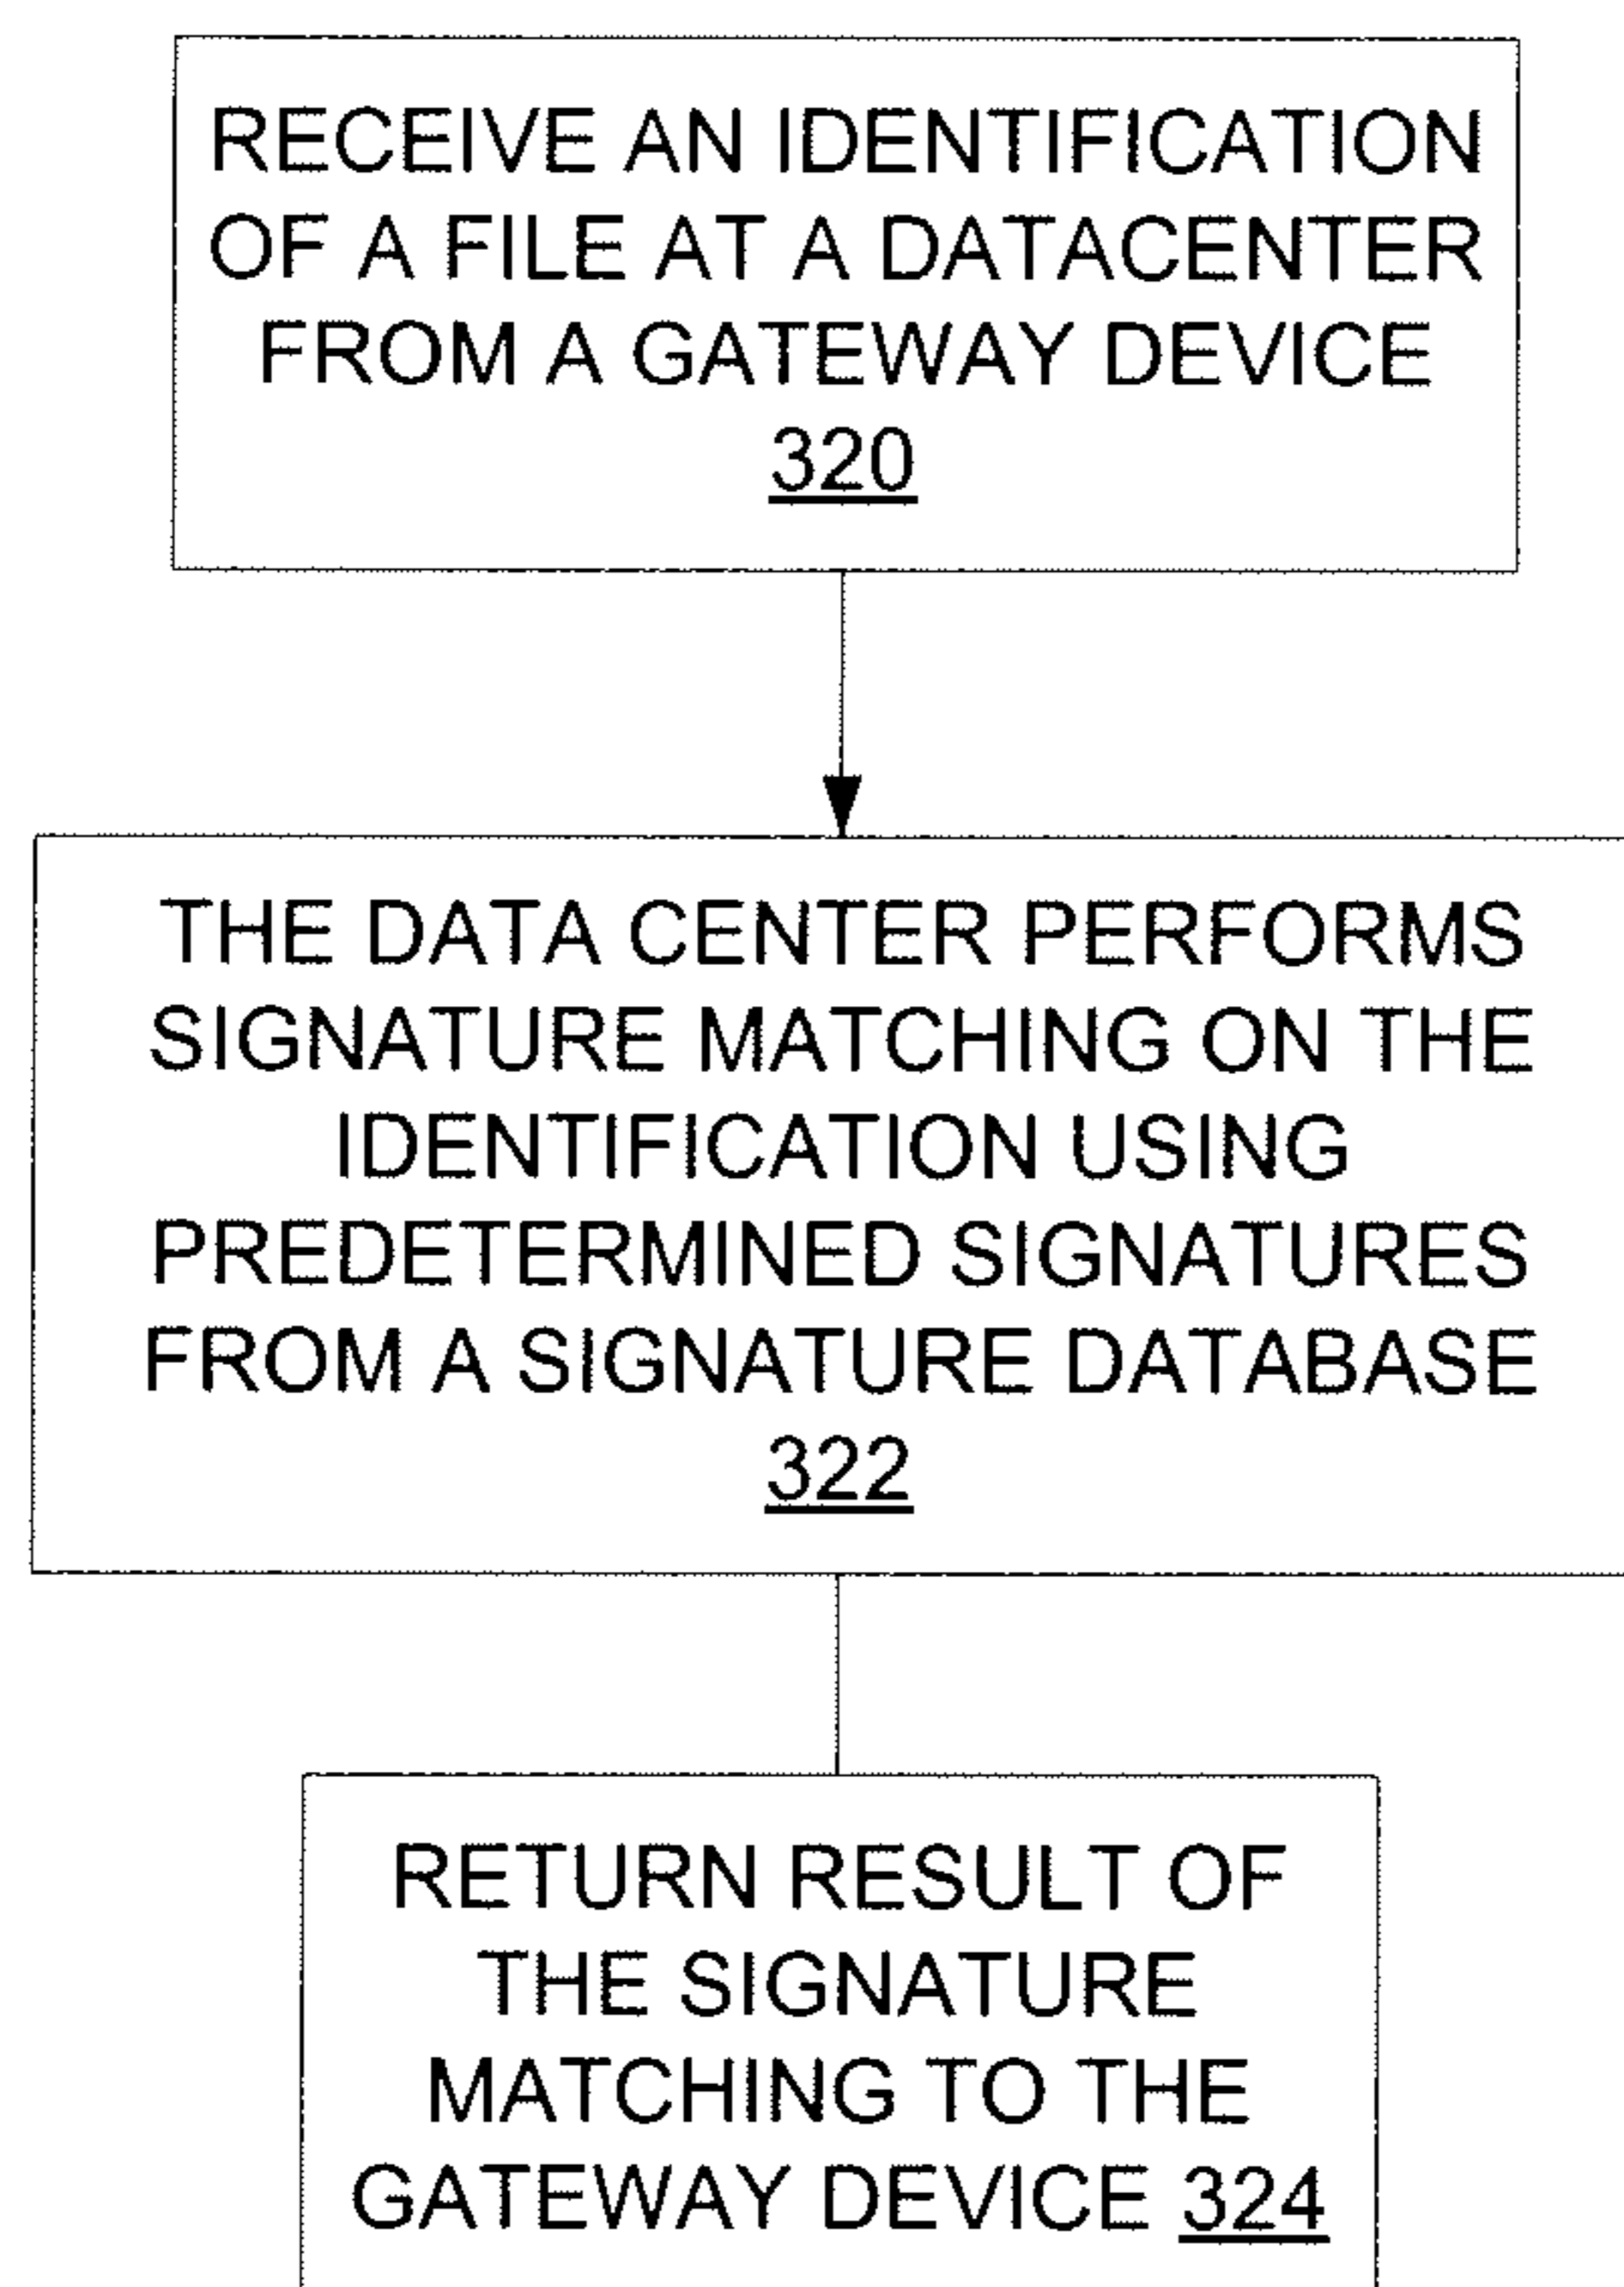 RECEIVE AN IDENTIFICATION
OF A FILE AT A DATACENTER
FROM A GATEWAY DEVICE
320
THE DATA CENTER PERFORMS
SIGNATURE MATCHING ON THE
IDENTIFICATION USING
PREDETERMINED SIGNATURES
FROM A SIGNATURE DATABASE
322
RETURN RESULT OF
THE SIGNATURE
MATCHING TO THE
GATEWAY DEVICE 324